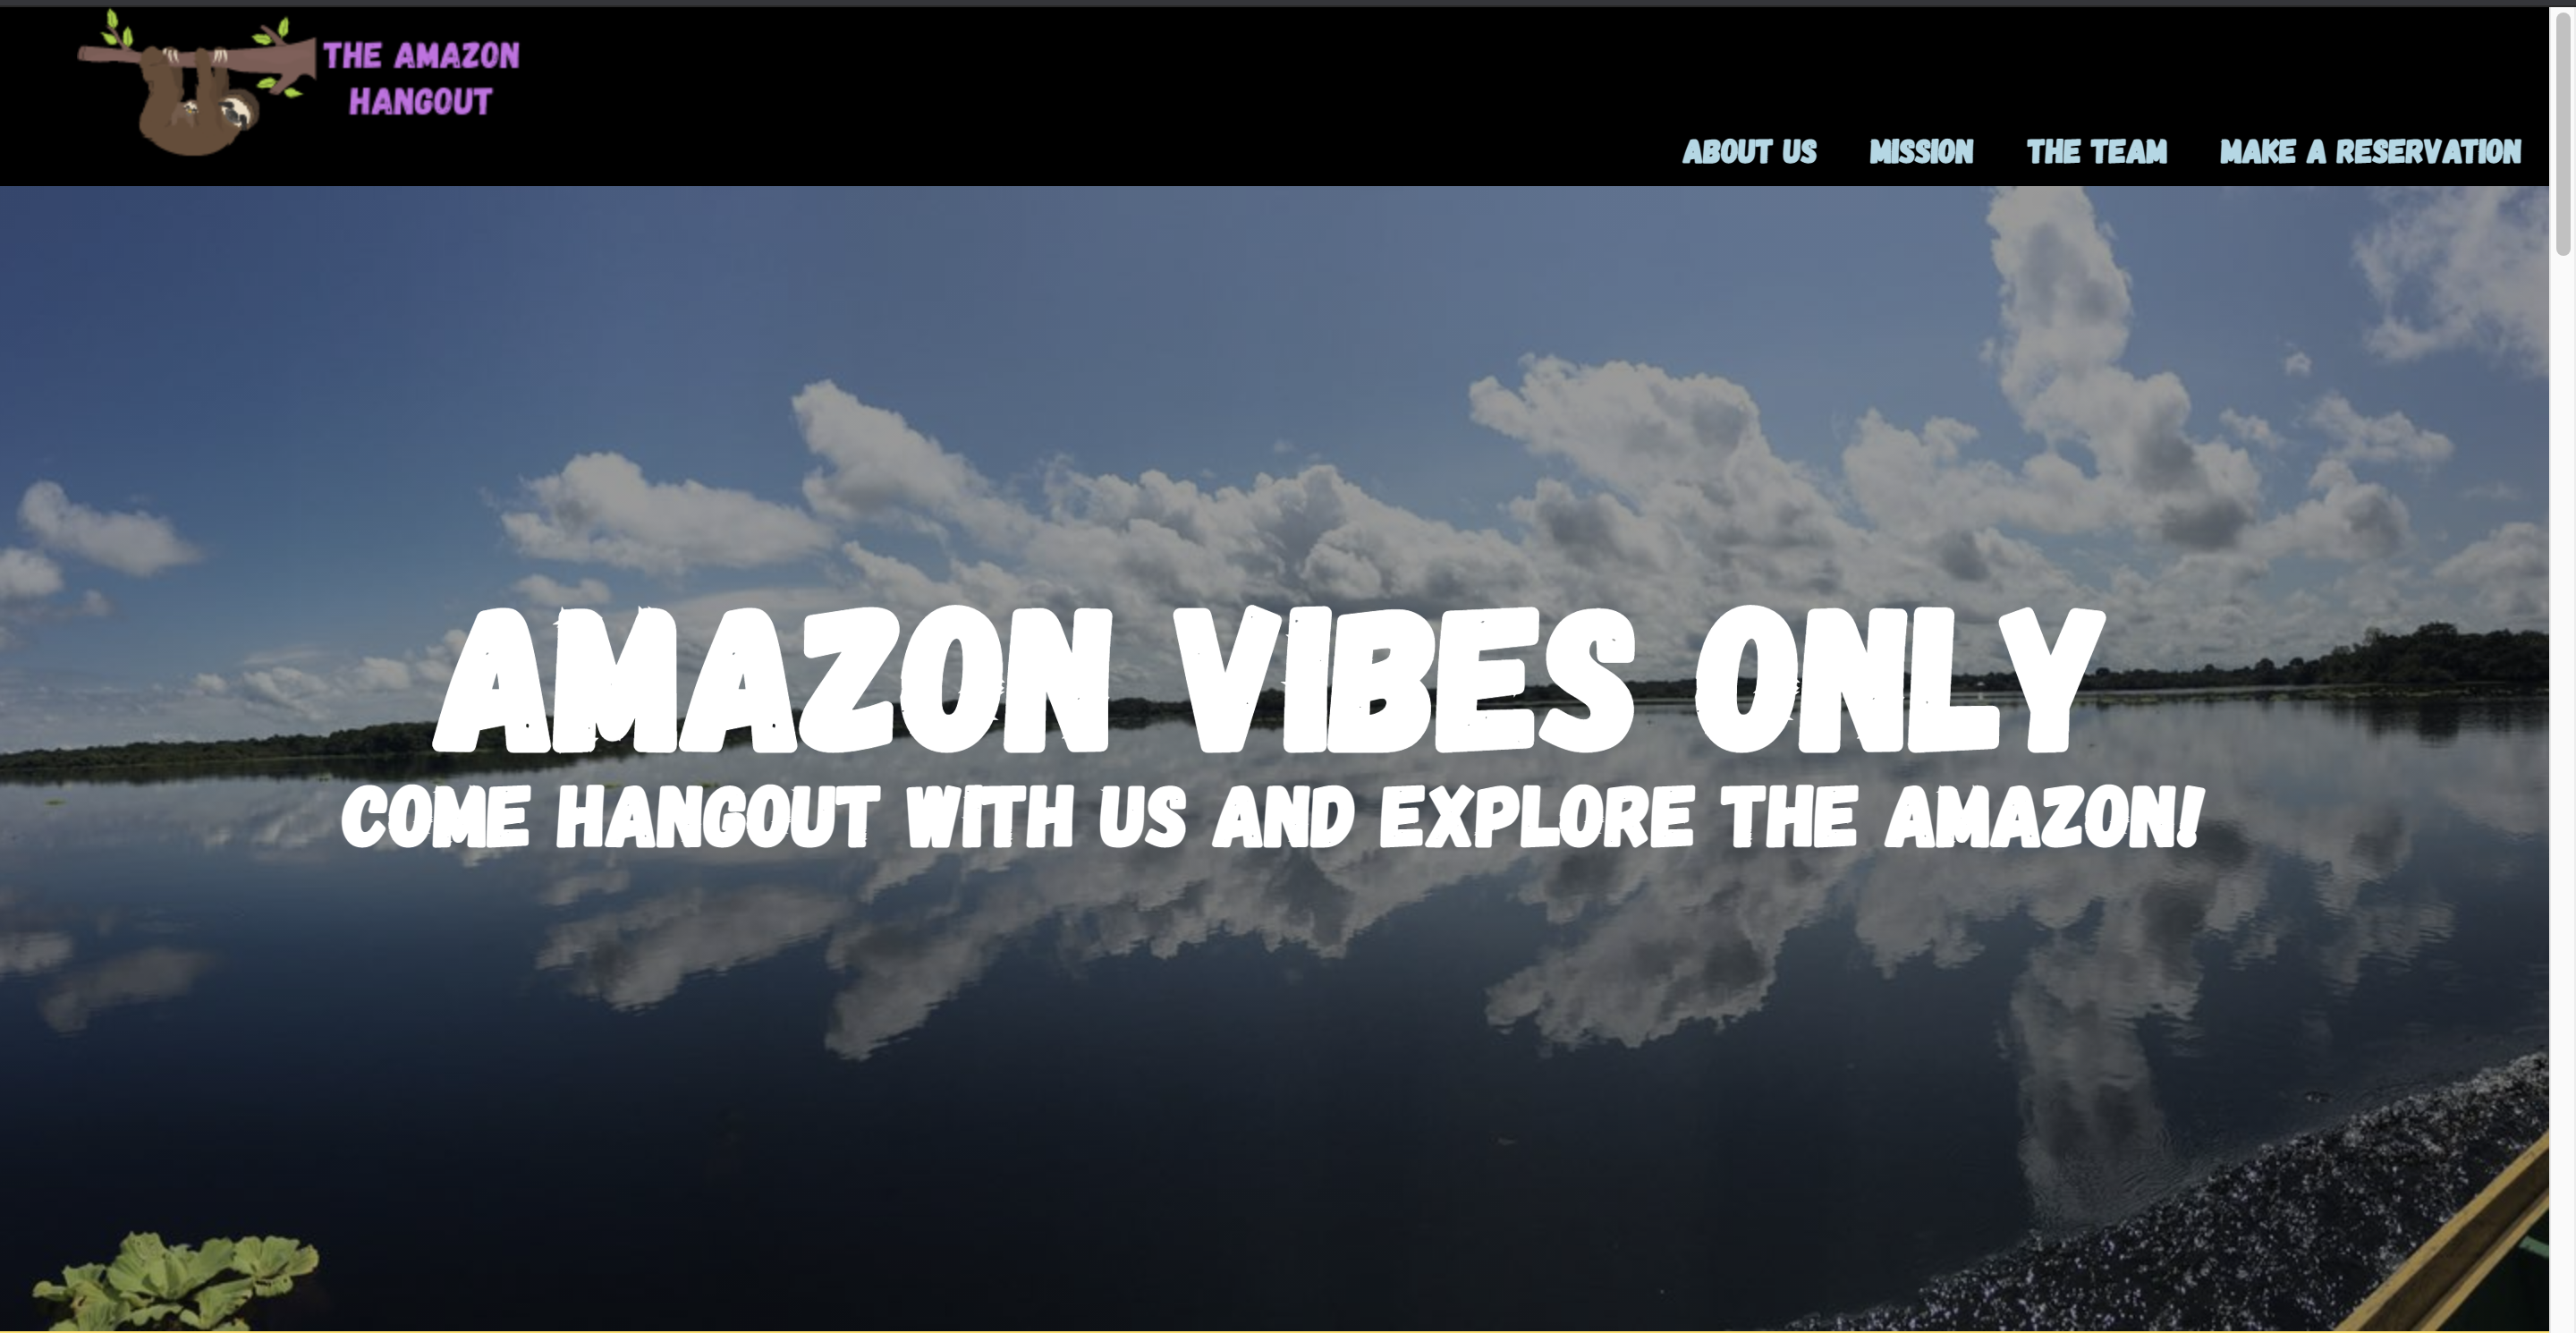 THE AMAZON
HANGOUT
ABOUT US MISSION THE TEAM MAKE A RESERVATION
AMAZON VIBES ONLY
COME HANGOUT WITH US AND EXPLORE THE AMAZON!